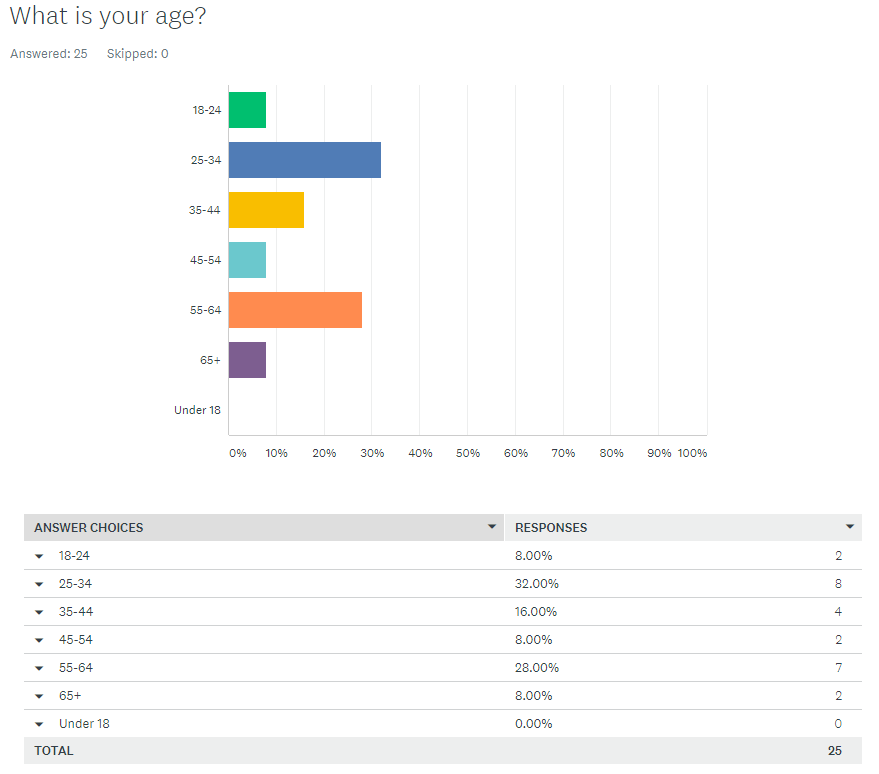 What is your age?
Answered: 25 Skipped: 0
18-24
25-34
35-44
45-54
55-64
65+
Under 18
0% 10% 20% 30% 40% 50% 60% 70% 80% 90% 100%
ANSWER CHOICES RESPONSES
18-24 8.00% 2
25-34 32.00% 8
35-44 16.00% 4
45-54 8.00% 2
55-64 28.00% 7
65+ 8.00% 2
Under 18 0.00% 0
TOTAL 25